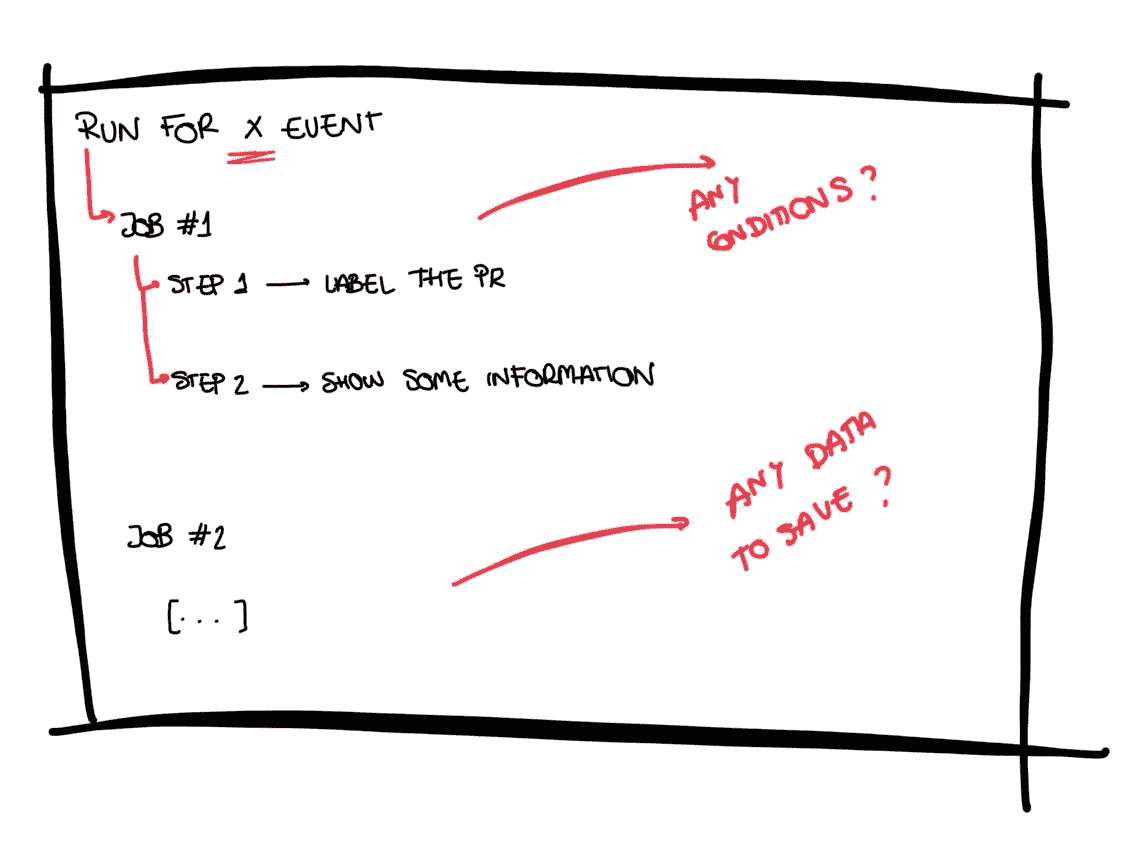 RUN FOR X EVENT
JOB #1
ANY
CONDITIONS?
STEP 1 → LABEL THE PR
STEP 2 → SHOW SOME INFORMATION
ANY DATA
TO SAVE?
JOB #2
[...]